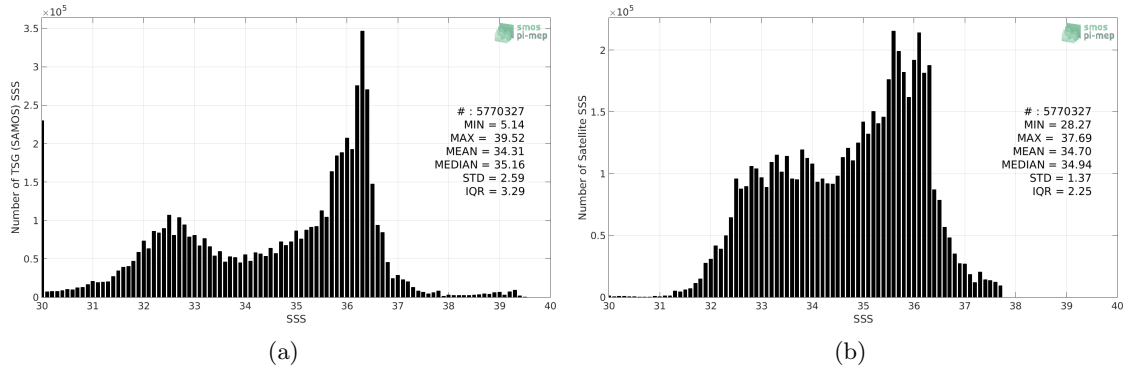 ×10^5
3.5
3
2.5
2
1.5
1
0.5
0
30 31 32 33 34 35 36 37 38 39 40
SSS
Number of TSG (SAMOS) SSS
smos
pi-mep
# : 5770327
MIN = 5.14
MAX = 39.52
MEAN = 34.31
MEDIAN = 35.16
STD = 2.59
IQR = 3.29
(a)
×10^5
2
1.5
1
0.5
0
30 31 32 33 34 35 36 37 38 39 40
SSS
Number of Satellite SSS
smos
pi-mep
# : 5770327
MIN = 28.27
MAX = 37.69
MEAN = 34.70
MEDIAN = 34.94
STD = 1.37
IQR = 2.25
(b)